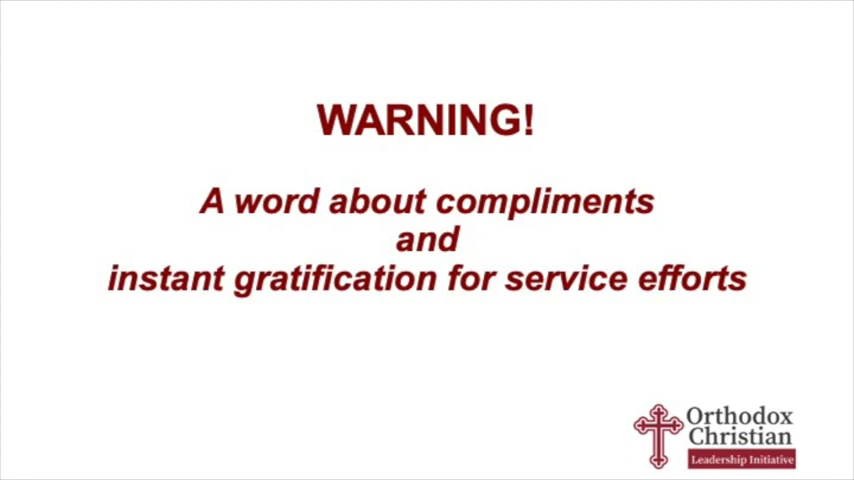 WARNING!
A word about compliments
and
instant gratification for service efforts
Orthodox
Christian
Leadership Initiative